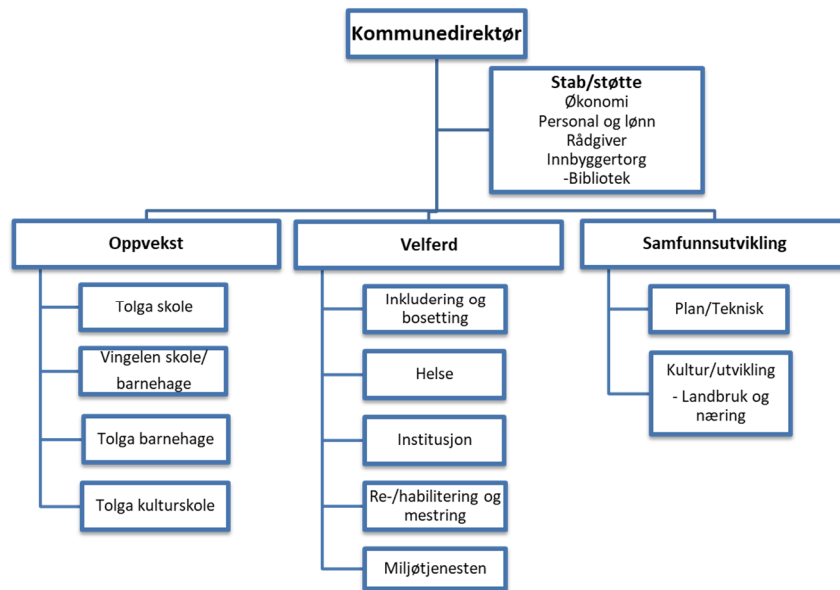 Kommunedirektør
Stab/støtte
Økonomi
Personal og lønn
Rådgiver
Innbyggertorg
-Bibliotek
Oppvekst
Tolga skole
Vingelen skole/
barnehage
Tolga barnehage
Tolga kulturskole
Velferd
Inkludering og
bosetting
Helse
Institusjon
Re-/habilitering og
mestring
Miljøtjenesten
Samfunnsutvikling
Plan/Teknisk
Kultur/utvikling
- Landbruk og
næring